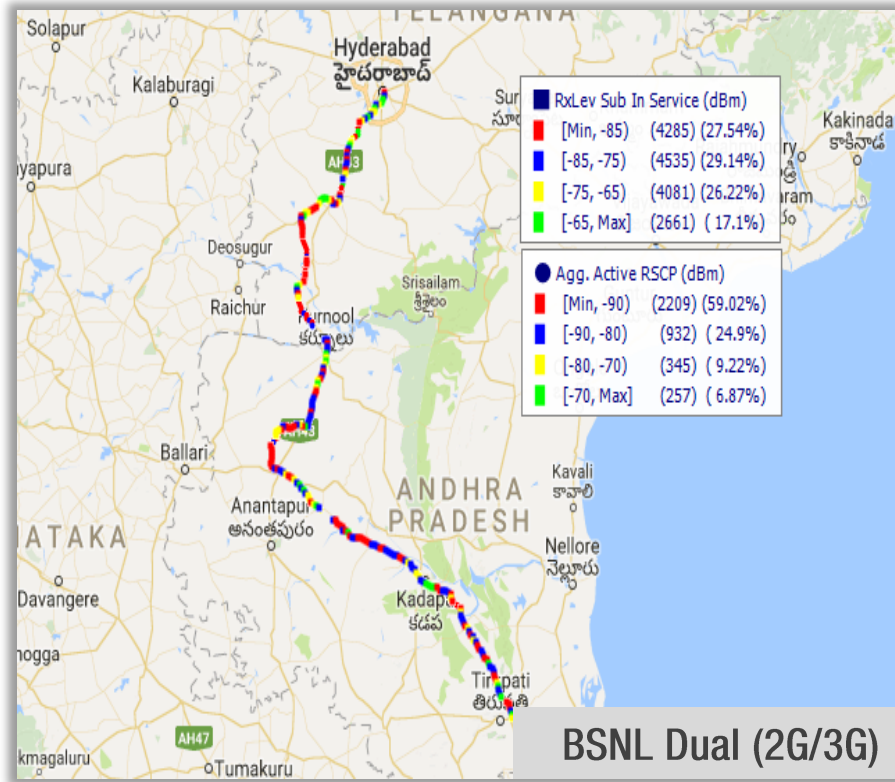 TELANGANA
Solapur
Hyderabad
హైదరాబాద్
Kalaburagi
RxLev Sub In Service (dBm)
[Min, -85) (4285) (27.54%)
[-85, -75) (4535) (29.14%)
[-75, -65) (4081) (26.22%)
[-65, Max] (2661) ( 17.1%)
Kakinada
కాకినాడ
Deosugur
Raichur
Srisailam
శ్రీశైలం
Agg. Active RSCP (dBm)
[Min, -90) (2209) (59.02%)
[-90, -80) (932) ( 24.9%)
[-80, -70) (345) ( 9.22%)
[-70, Max] (257) ( 6.87%)
కర్నూలు
AH43
Ballari
Kavali
కావాలి
ANDHRA
PRADESH
Anantapur
అనంతపురం
NATAKA
Nellore
నెల్లూరు
Davangere
Kadapa
కడప
hogga
Tirupati
తిరుపతి
AH47
kmagaluru
Tumakuru
BSNL Dual (2G/3G)